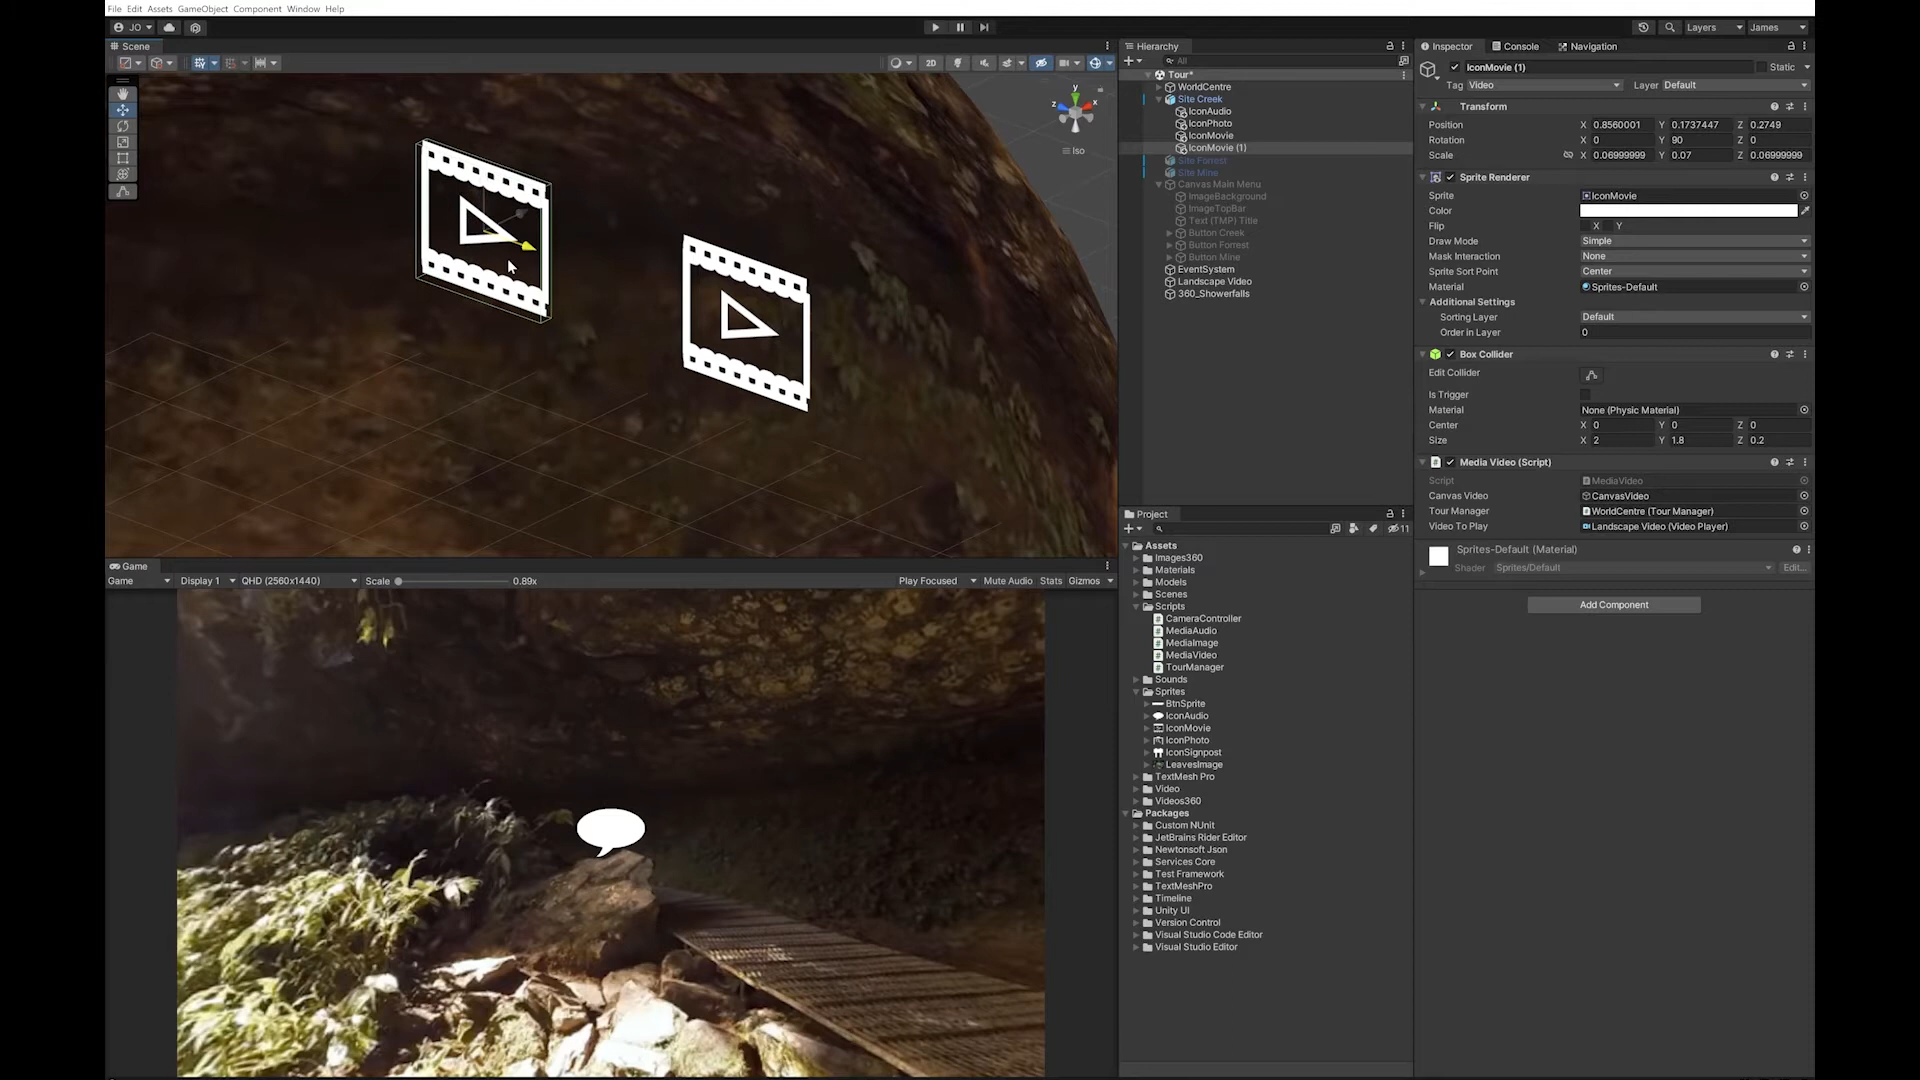 File Edit Assets GameObject Component Window Help
JO
Layers
James
Scene
2D
y
x
z
Iso
Game
Game Display 1 QHD (2560x1440) Scale 0.89x Play Focused Mute Audio Stats Gizmos
Hierarchy
All
Tour*
WorldCentre
Site Creek
IconAudio
IconPhoto
IconMovie
IconMovie (1)
Site Forrest
Site Mine
Canvas Main Menu
ImageBackground
ImageTopBar
Text (TMP) Title
Button Creek
Button Forrest
Button Mine
EventSystem
Landscape Video
360_Showerfalls
Project
11
Assets
Images360
Materials
Models
Scenes
Scripts
CameraController
MediaAudio
MediaImage
MediaVideo
TourManager
Sounds
Sprites
BtnSprite
IconAudio
IconMovie
IconPhoto
IconSignpost
LeavesImage
TextMesh Pro
Video
Videos360
Packages
Custom NUnit
JetBrains Rider Editor
Newtonsoft Json
Services Core
Test Framework
TextMeshPro
Timeline
Unity UI
Version Control
Visual Studio Code Editor
Visual Studio Editor
Inspector Console Navigation
IconMovie (1) Static
Tag Video Layer Default
Transform
Position X 0.8560001 Y 0.1737447 Z 0.2749
Rotation X 0 Y 90 Z 0
Scale X 0.06999999 Y 0.07 Z 0.06999999
Sprite Renderer
Sprite IconMovie
Color
Flip X Y
Draw Mode Simple
Mask Interaction None
Sprite Sort Point Center
Material Sprites-Default
Additional Settings
Sorting Layer Default
Order in Layer 0
Box Collider
Edit Collider
Is Trigger
Material None (Physic Material)
Center X 0 Y 0 Z 0
Size X 2 Y 1.8 Z 0.2
Media Video (Script)
Script MediaVideo
Canvas Video CanvasVideo
Tour Manager WorldCentre (Tour Manager)
Video To Play Landscape Video (Video Player)
Sprites-Default (Material)
Shader Sprites/Default Edit...
Add Component